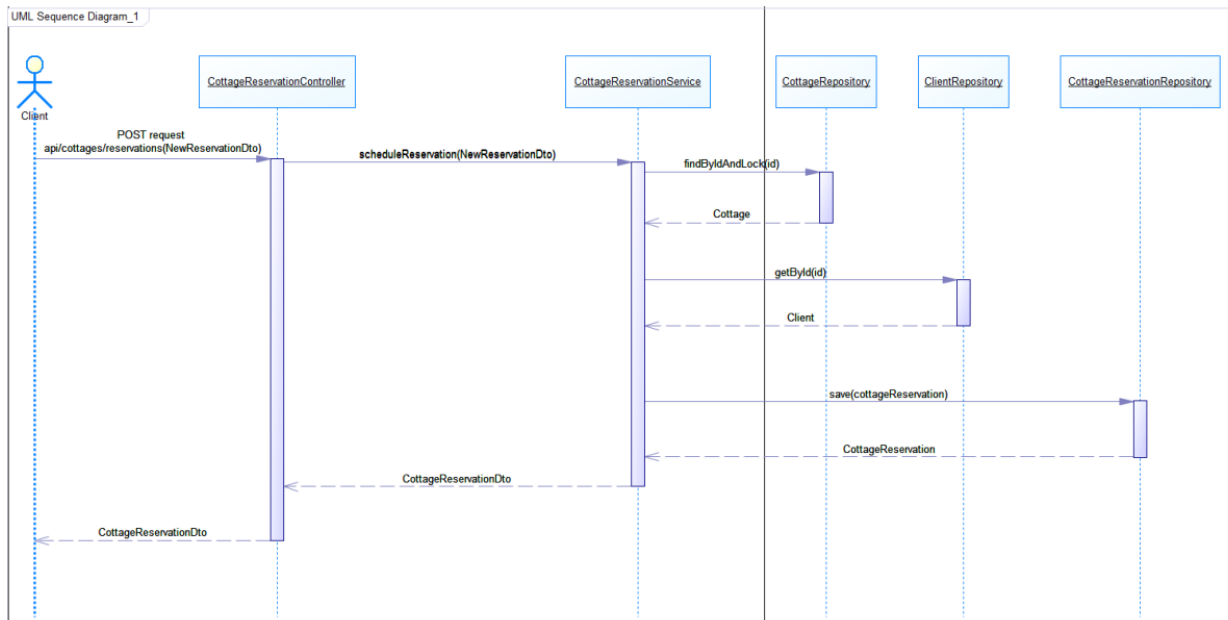 UML Sequence Diagram_1
CottageReservationController
CottageReservationService
CottageRepository
ClientRepository
CottageReservationRepository
Client
POST request
api/cottages/reservations(NewReservationDto)
scheduleReservation(NewReservationDto)
findByIdAndLock(id)
Cottage
getById(id)
Client
save(cottageReservation)
CottageReservation
CottageReservationDto
CottageReservationDto